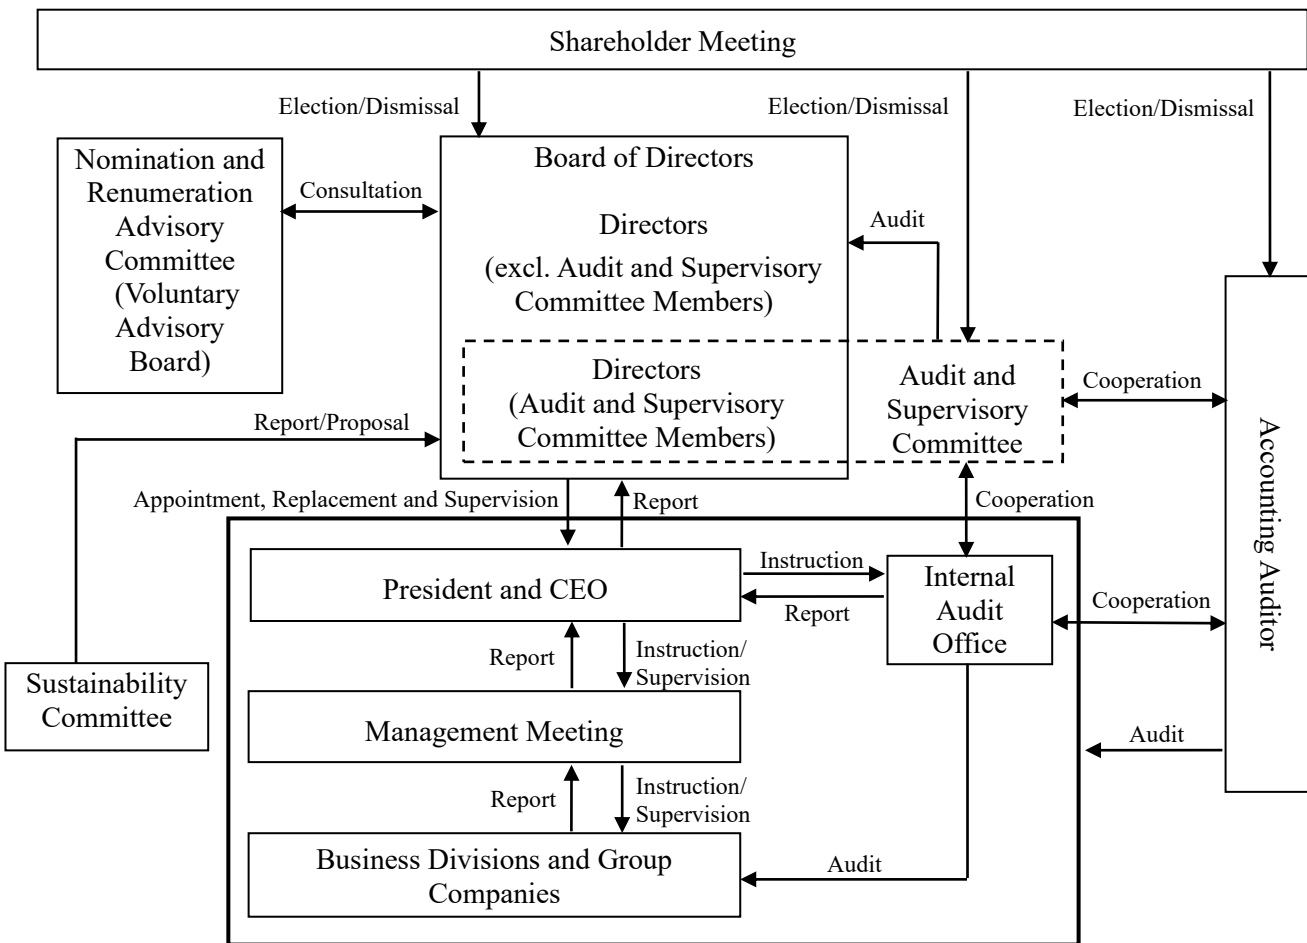 Shareholder Meeting
Election/Dismissal
Election/Dismissal
Election/Dismissal
Nomination and
Renumeration
Advisory
Committee
(Voluntary
Advisory
Board)
Consultation
Board of Directors
Directors
(excl. Audit and Supervisory
Committee Members)
Audit
Directors
(Audit and Supervisory
Committee Members)
Audit and
Supervisory
Committee
Cooperation
Accounting Auditor
Report/Proposal
Appointment, Replacement and Supervision
Report
Cooperation
President and CEO
Instruction
Report
Internal
Audit
Office
Cooperation
Report
Instruction/
Supervision
Sustainability
Committee
Management Meeting
Audit
Report
Instruction/
Supervision
Business Divisions and Group
Companies
Audit